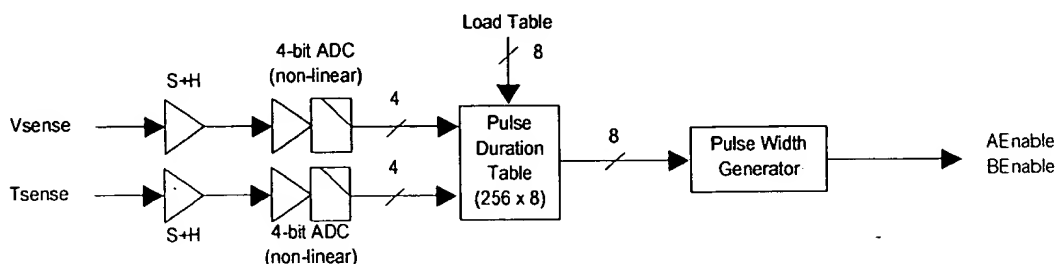 Load Table
8
4-bit ADC
(non-linear)
S+H
4
Vsense
Pulse
Duration
Table
(256 x 8)
8
Pulse Width
Generator
AEnable
BEnable
Tsense
4
S+H
4-bit ADC
(non-linear)